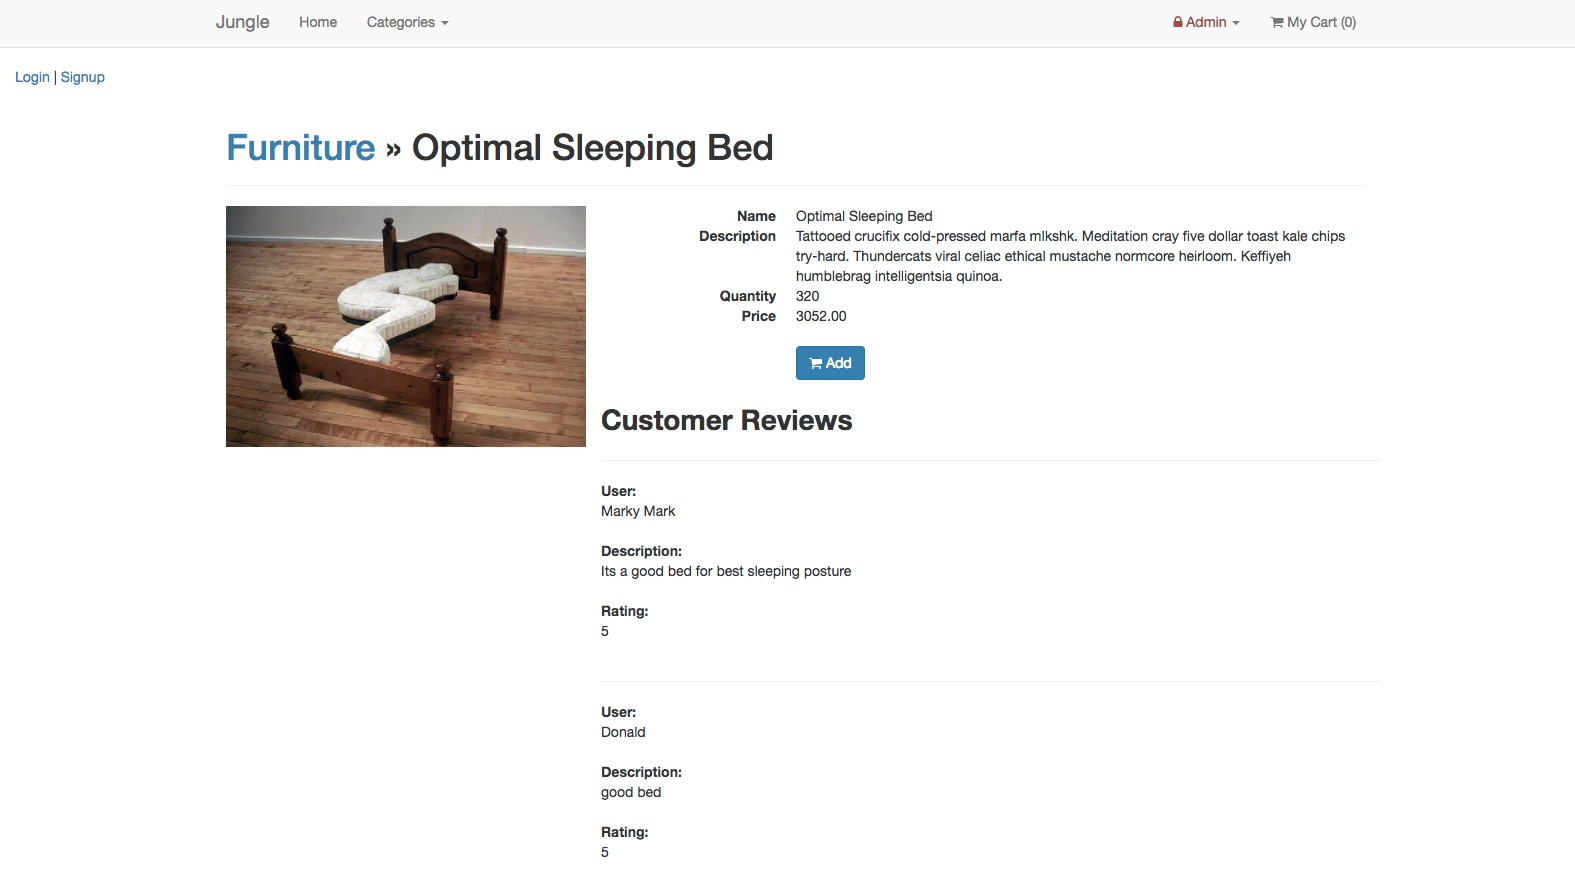 Jungle Home Categories Admin My Cart (0)
Login | Signup
Furniture » Optimal Sleeping Bed
Name Optimal Sleeping Bed
Description Tattooed crucifix cold-pressed marfa mlkshk. Meditation cray five dollar toast kale chips
try-hard. Thundercats viral celiac ethical mustache normcore heirloom. Keffiyeh
humblebrag intelligentsia quinoa.
Quantity 320
Price 3052.00
Add
Customer Reviews
User:
Marky Mark
Description:
Its a good bed for best sleeping posture
Rating:
5
User:
Donald
Description:
good bed
Rating:
5